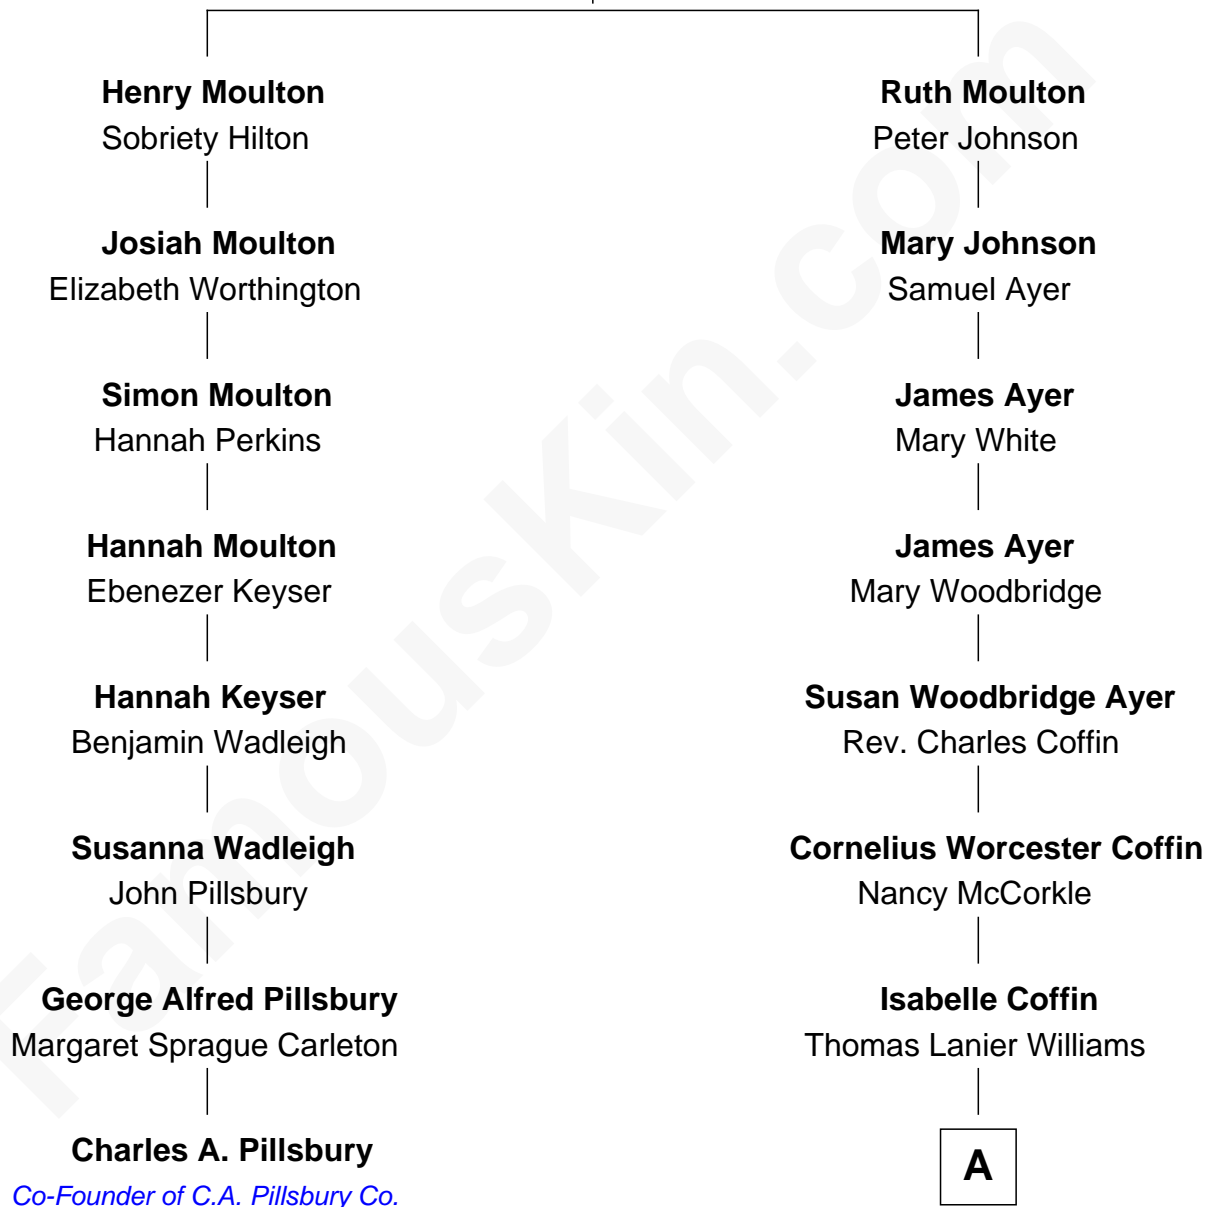 Henry Moulton
Sobriety Hilton
Josiah Moulton
Elizabeth Worthington
Simon Moulton
Hannah Perkins
Hannah Moulton
Ebenezer Keyser
Hannah Keyser
Benjamin Wadleigh
Susanna Wadleigh
John Pillsbury
George Alfred Pillsbury
Margaret Sprague Carleton
Charles A. Pillsbury
Co-Founder of C.A. Pillsbury Co.
Ruth Moulton
Peter Johnson
Mary Johnson
Samuel Ayer
James Ayer
Mary White
James Ayer
Mary Woodbridge
Susan Woodbridge Ayer
Rev. Charles Coffin
Cornelius Worcester Coffin
Nancy McCorkle
Isabelle Coffin
Thomas Lanier Williams
A
FamousKin.com